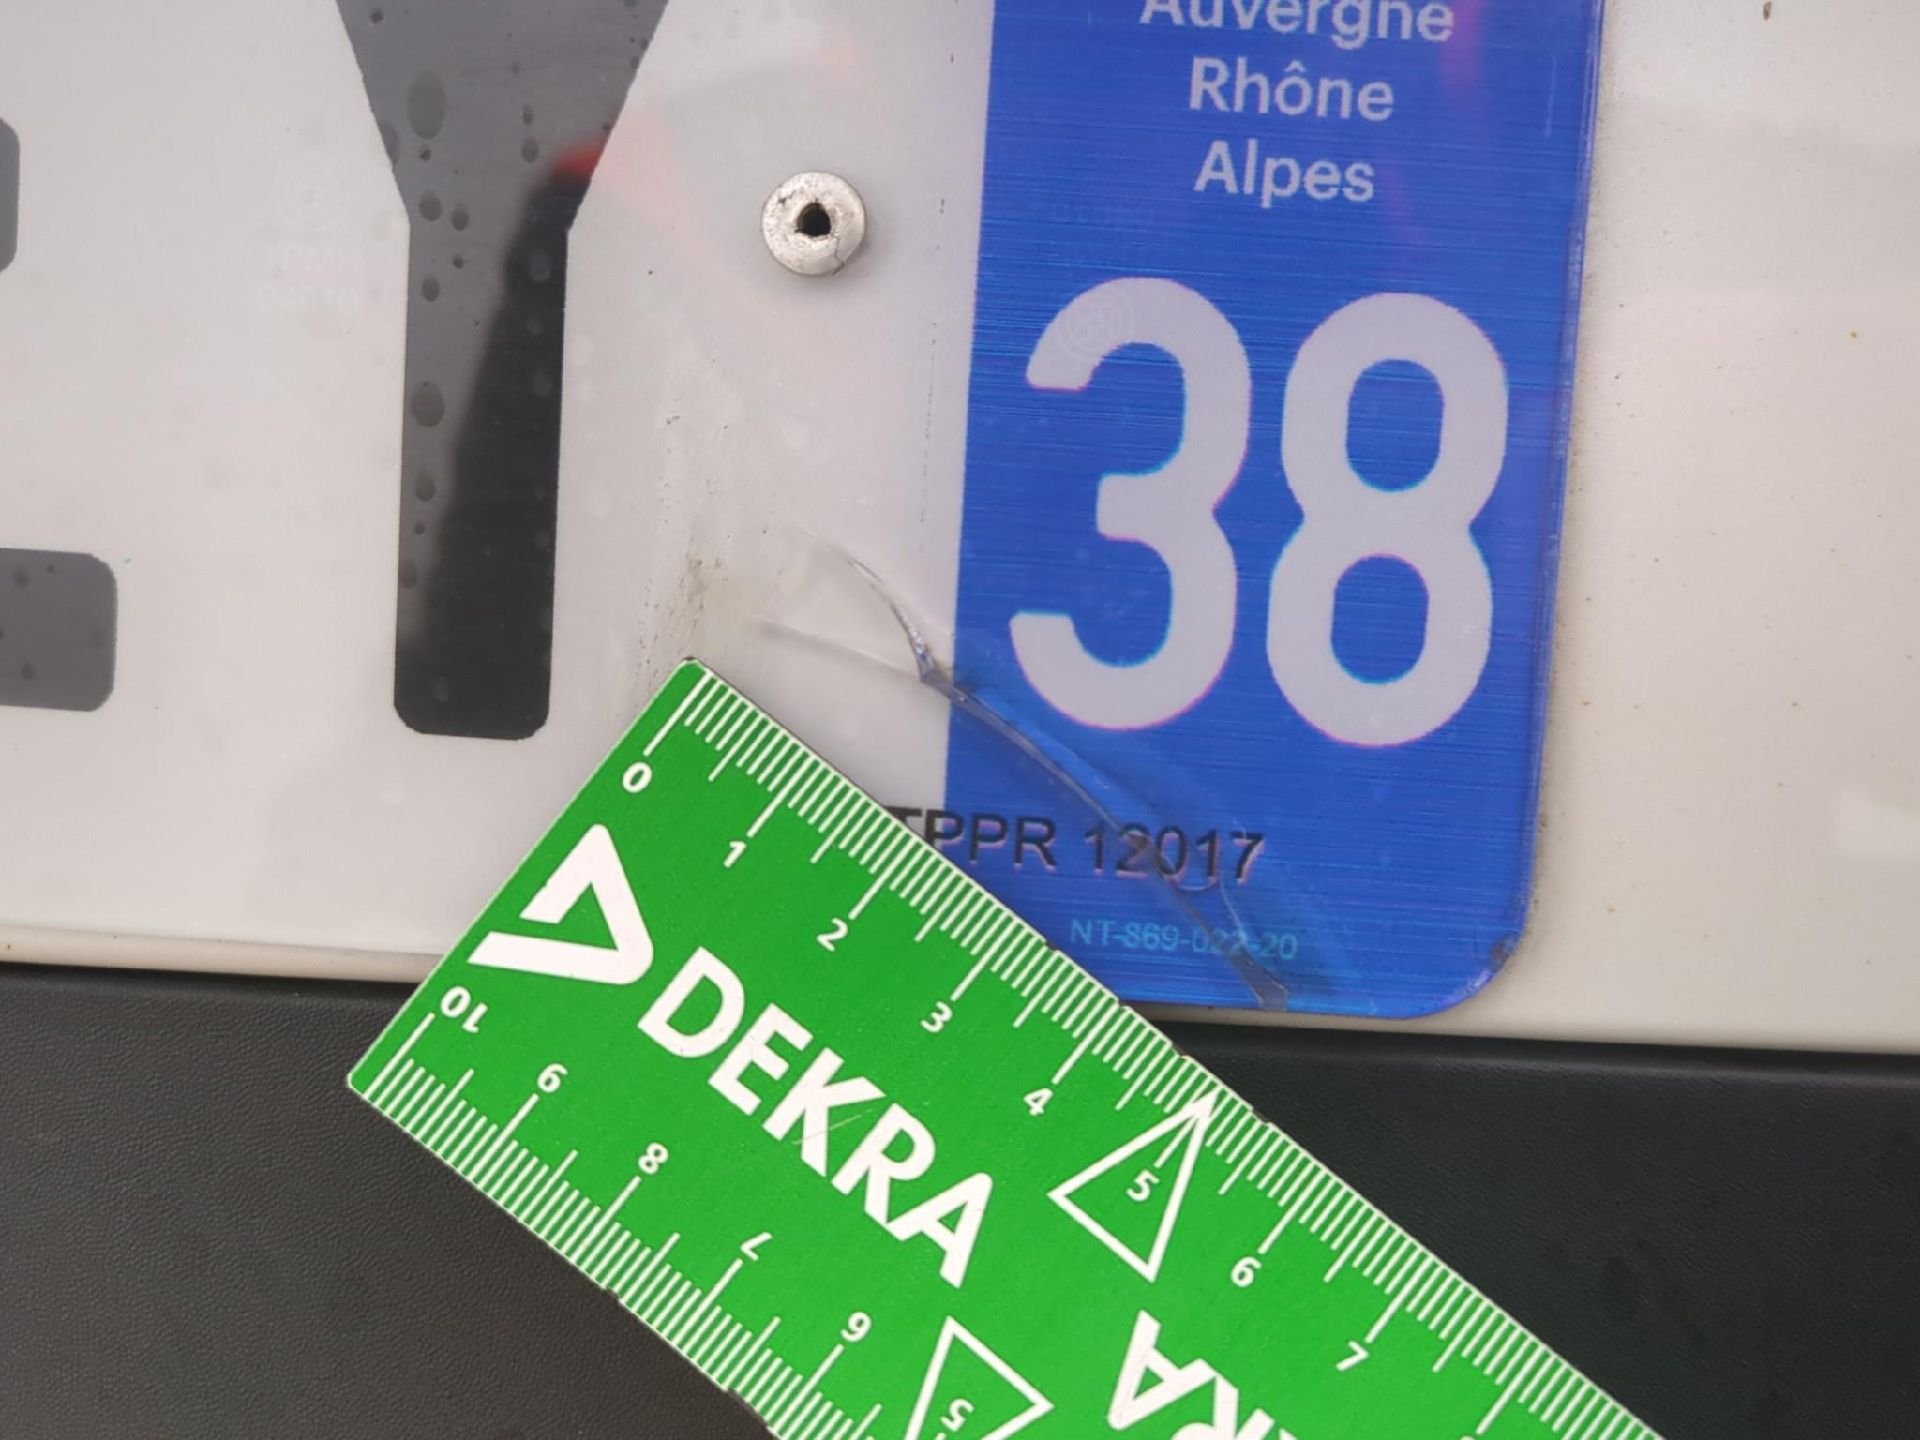 Auvergne
Rhône
Alpes
38
TPPR 12017
NT-869-022-20
0 1 2 3 4 5 6 7
DEKRA
10 9 8 7 6 5